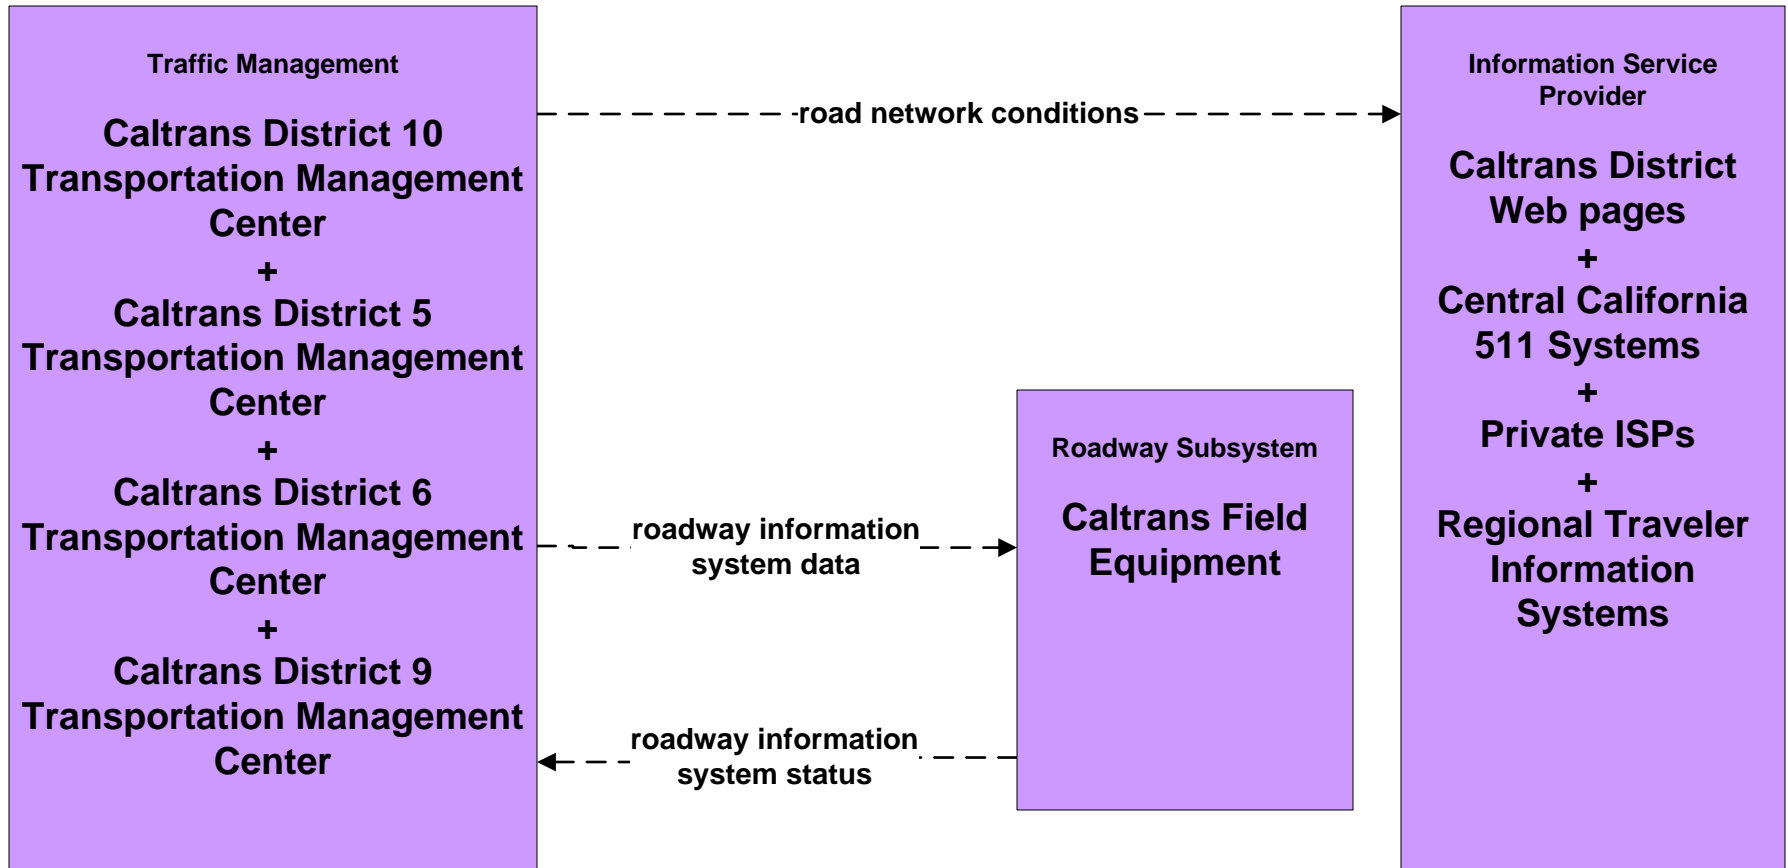 Traffic Management
Caltrans District 10
Transportation Management
Center
+
Caltrans District 5
Transportation Management
Center
+
Caltrans District 6
Transportation Management
Center
+
Caltrans District 9
Transportation Management
Center
road network conditions
roadway information
system data
roadway information
system status
Roadway Subsystem
Caltrans Field
Equipment
Information Service
Provider
Caltrans District
Web pages
+
Central California
511 Systems
+
Private ISPs
+
Regional Traveler
Information
Systems